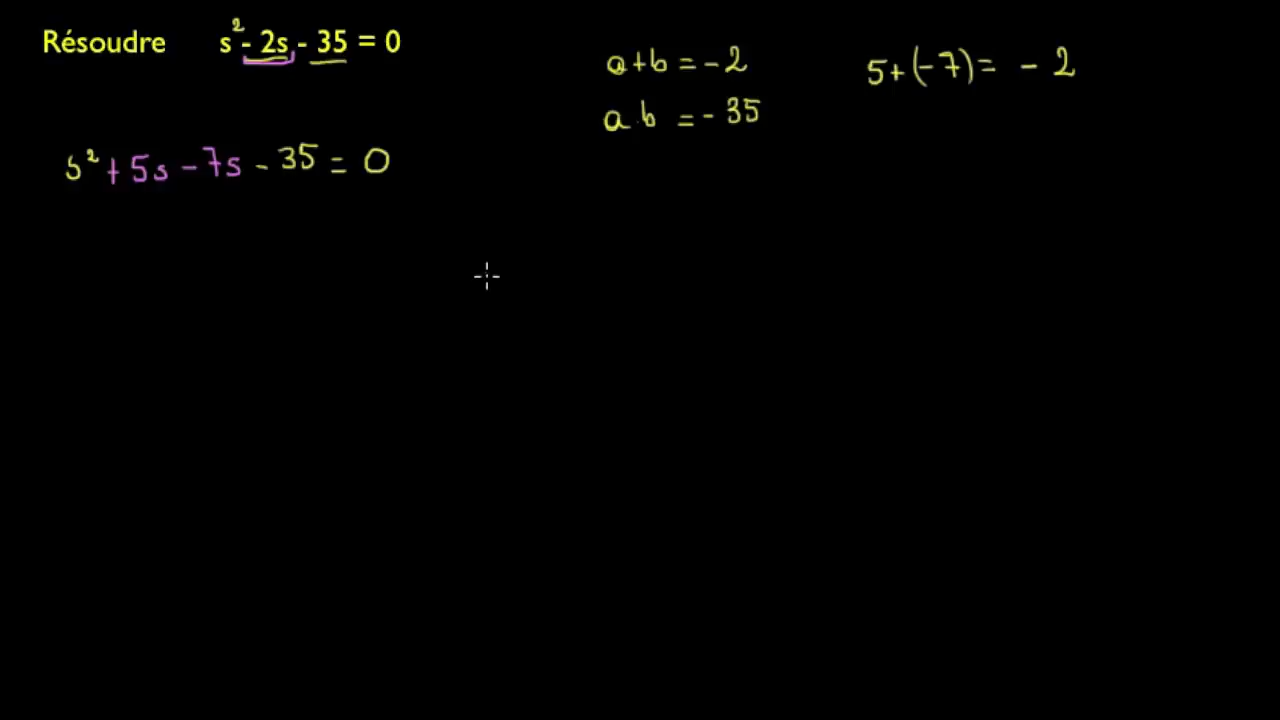 Résoudre s² - 2s - 35 = 0
a + b = - 2
5 + (- 7) = - 2
a b = - 35
s² + 5s - 7s - 35 = 0